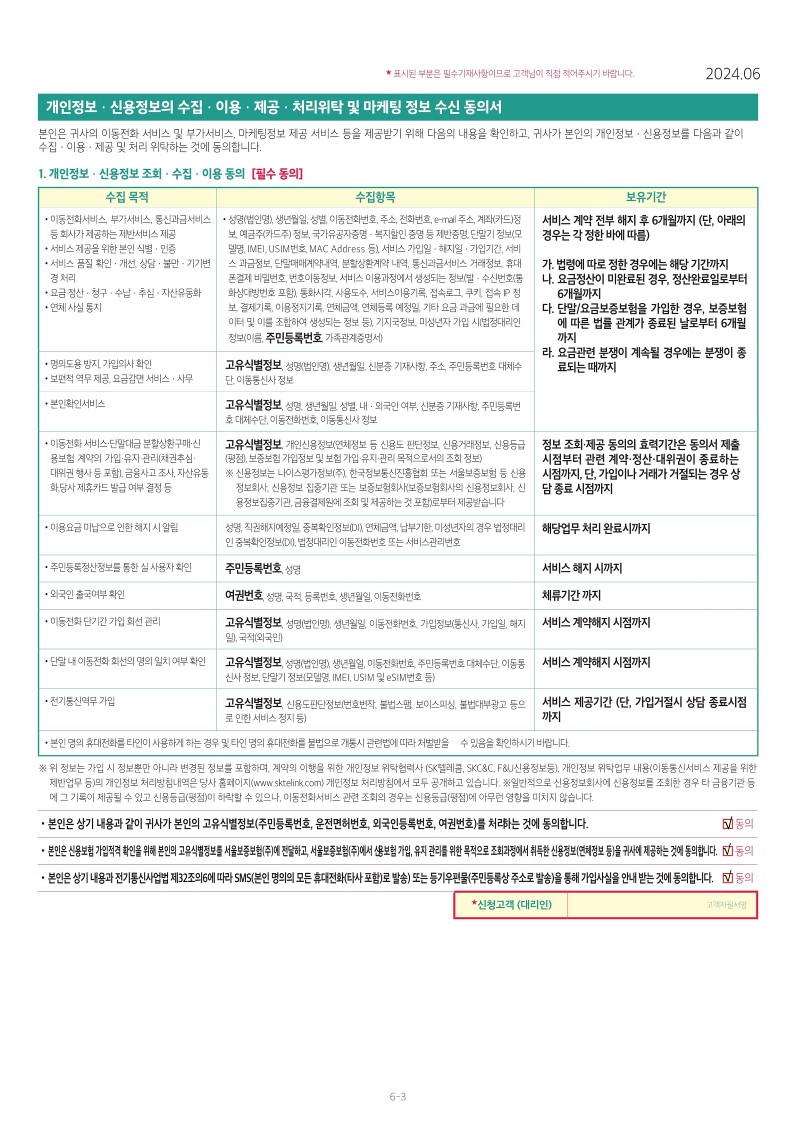 ★ 표시된 부분은 필수기재사항이므로 고객님이 직접 적어주시기 바랍니다.
2024.06
개인정보 · 신용정보의 수집 · 이용 · 제공 · 처리위탁 및 마케팅 정보 수신 동의서
본인은 귀사의 이동전화 서비스 및 부가서비스, 마케팅정보 제공 서비스 등을 제공받기 위해 다음의 내용을 확인하고, 귀사가 본인의 개인정보 · 신용정보를 다음과 같이
수집 · 이용 · 제공 및 처리 위탁하는 것에 동의합니다.
1. 개인정보 · 신용정보 조회 · 수집 · 이용 동의 [필수 동의]
수집 목적
수집항목
보유기간
• 이동전화서비스, 부가서비스, 통신과금서비스
등 회사가 제공하는 제반서비스 제공
• 서비스 제공을 위한 본인 식별 · 인증
• 서비스 품질 확인 · 개선, 상담 · 불만 · 기기변
경 처리
• 요금 정산 · 청구 · 수납 · 추심 · 자산유동화
• 연체 사실 통지
• 성명(법인명), 생년월일, 성별, 이동전화번호, 주소, 전화번호, e-mail 주소, 계좌(카드)정
보, 예금주(카드주) 정보, 국가유공자증명 · 복지할인 증명 등 제반증명, 단말기 정보(모
델명, IMEI, USIM번호, MAC Address 등), 서비스 가입일 · 해지일 · 가입기간, 서비
스 과금정보, 단말매매계약내역, 분할상환계약 내역, 통신과금서비스 거래정보, 휴대
폰결제 비밀번호, 번호이동정보, 서비스 이용과정에서 생성되는 정보(발 · 수신번호(통
화상대방번호 포함), 통화시각, 사용도수, 서비스이용기록, 접속로그, 쿠키, 접속 IP 정
보, 결제기록, 이용정지기록, 연체금액, 연체등록 예정일, 기타 요금 과금에 필요한 데
이터 및 이를 조합하여 생성되는 정보 등), 기지국정보, 미성년자 가입 시(법정대리인
정보(이름, 주민등록번호, 가족관계증명서)
서비스 계약 전부 해지 후 6개월까지 (단, 아래의
경우는 각 정한 바에 따름)
가. 법령에 따로 정한 경우에는 해당 기간까지
나. 요금정산이 미완료된 경우, 정산완료일로부터
6개월까지
다. 단말/요금보증보험을 가입한 경우, 보증보험
에 따른 법률 관계가 종료된 날로부터 6개월
까지
라. 요금관련 분쟁이 계속될 경우에는 분쟁이 종
료되는 때까지
• 명의도용 방지, 가입의사 확인
• 보편적 역무 제공, 요금감면 서비스 · 사무
고유식별정보, 성명(법인명), 생년월일, 신분증 기재사항, 주소, 주민등록번호 대체수
단, 이동통신사 정보
• 본인확인서비스
고유식별정보, 성명, 생년월일, 성별, 내 · 외국인 여부, 신분증 기재사항, 주민등록번
호 대체수단, 이동전화번호, 이동통신사 정보
• 이동전화 서비스·단말대금 분할상환구매·신
용보험 계약의 가입·유지·관리(채권추심·
대위권 행사 등 포함), 금융사고 조사, 자산유동
화,당사 제휴카드 발급 여부 결정 등
고유식별정보, 개인신용정보(연체정보 등 신용도 판단정보, 신용거래정보, 신용등급
(평점), 보증보험 가입정보 및 보험 가입·유지·관리 목적으로서의 조회 정보)
※ 신용정보는 나이스평가정보(주), 한국정보통신진흥협회 또는 서울보증보험 등 신용
정보회사, 신용정보 집중기관 또는 보증보험회사(보증보험회사의 신용정보회사, 신
용정보집중기관, 금융결제원에 조회 및 제공하는 것 포함)로부터 제공받습니다
정보 조회·제공 동의의 효력기간은 동의서 제출
시점부터 관련 계약·정산·대위권이 종료하는
시점까지, 단, 가입이나 거래가 거절되는 경우 상
담 종료 시점까지
• 이용요금 미납으로 인한 해지 시 알림
성명, 직권해지예정일, 중복확인정보(DI), 연체금액, 납부기한, 미성년자의 경우 법정대리
인 중복확인정보(DI), 법정대리인 이동전화번호 또는 서비스관리번호
해당업무 처리 완료시까지
• 주민등록정산정보를 통한 실 사용자 확인
주민등록번호, 성명
서비스 해지 시까지
• 외국인 출국여부 확인
여권번호, 성명, 국적, 등록번호, 생년월일, 이동전화번호
체류기간 까지
• 이동전화 단기간 가입 회선 관리
고유식별정보, 성명(법인명), 생년월일, 이동전화번호, 가입정보(통신사, 가입일, 해지
일), 국적(외국인)
서비스 계약해지 시점까지
• 단말 내 이동전화 회선의 명의 일치 여부 확인
고유식별정보, 성명(법인명), 생년월일, 이동전화번호, 주민등록번호 대체수단, 이동통
신사 정보, 단말기 정보(모델명, IMEI, USIM 및 eSIM번호 등)
서비스 계약해지 시점까지
• 전기통신역무 가입
고유식별정보, 신용도판단정보(번호변작, 불법스팸, 보이스피싱, 불법대부광고 등으
로 인한 서비스 정지 등)
서비스 제공기간 (단, 가입거절시 상담 종료시점
까지
• 본인 명의 휴대전화를 타인이 사용하게 하는 경우 및 타인 명의 휴대전화를 불법으로 개통시 관련법에 따라 처벌받을 수 있음을 확인하시기 바랍니다.
※ 위 정보는 가입 시 정보뿐만 아니라 변경된 정보를 포함하며, 계약의 이행을 위한 개인정보 위탁협력사 (SK텔레콤, SKC&C, F&U신용정보등), 개인정보 위탁업무 내용(이동통신서비스 제공을 위한
제반업무 등)의 개인정보 처리방침내역은 당사 홈페이지(www.sktelink.com) 개인정보 처리방침에서 모두 공개하고 있습니다. ※일반적으로 신용정보회사에 신용정보를 조회한 경우 타 금융기관 등
에 그 기록이 제공될 수 있고 신용등급(평점)이 하락할 수 있으나, 이동전화서비스 관련 조회의 경우는 신용등급(평점)에 아무런 영향을 미치지 않습니다.
• 본인은 상기 내용과 같이 귀사가 본인의 고유식별정보(주민등록번호, 운전면허번호, 외국인등록번호, 여권번호)를 처리하는 것에 동의합니다. ☑동의
• 본인은 신용보험 가입적격 확인을 위해 본인의 고유식별정보를 서울보증보험(주)에 전달하고, 서울보증보험(주)에서 신용보험 가입, 유지 관리를 위한 목적으로 조회과정에서 취득한 신용정보(연체정보 등)을 귀사에 제공하는 것에 동의합니다. ☑동의
• 본인은 상기 내용과 전기통신사업법 제32조의6에 따라 SMS(본인 명의의 모든 휴대전화(타사 포함)로 발송) 또는 등기우편물(주민등록상 주소로 발송)을 통해 가입사실을 안내 받는 것에 동의합니다. ☑동의
★신청고객 (대리인)
고객자필서명
6-3